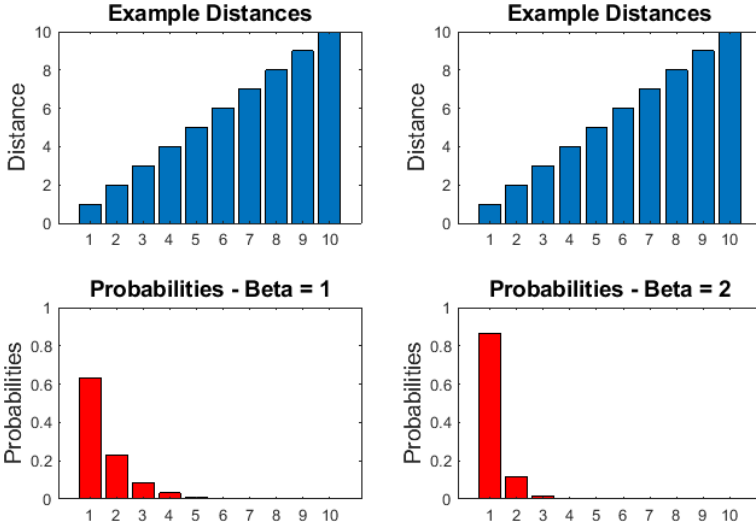 Example Distances
Distance
10
8
6
4
2
0
1 2 3 4 5 6 7 8 9 10
Example Distances
Distance
10
8
6
4
2
0
1 2 3 4 5 6 7 8 9 10
Probabilities - Beta = 1
Probabilities
1
0.8
0.6
0.4
0.2
0
1 2 3 4 5 6 7 8 9 10
Probabilities - Beta = 2
Probabilities
1
0.8
0.6
0.4
0.2
0
1 2 3 4 5 6 7 8 9 10